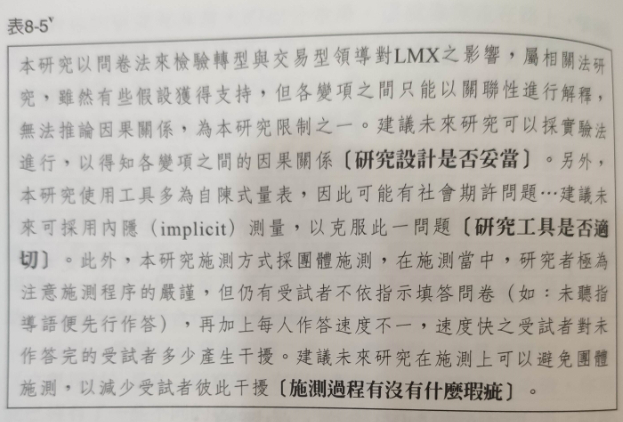 表8-5
本研究以問卷法來檢驗轉型與交易型領導對LMX之影響，屬相關法研
究，雖然有些假設獲得支持，但各變項之間只能以關聯性進行解釋，
無法推論因果關係，為本研究限制之一。建議未來研究可以採實驗法
進行，以得知各變項之間的因果關係〔研究設計是否妥當〕。另外，
本研究使用工具多為自陳式量表，因此可能有社會期許問題…建議未
來可採用內隱（implicit）測量，以克服此一問題〔研究工具是否適
切〕。此外，本研究施測方式採團體施測，在施測當中，研究者極為
注意施測程序的嚴謹，但仍有受試者不依指示填答問卷（如：未聽指
導語便先行作答），再加上每人作答速度不一，速度快之受試者對未
作答完的受試者多少產生干擾。建議未來研究在施測上可以避免團體
施測，以減少受試者彼此干擾〔施測過程有沒有什麼瑕疵〕。